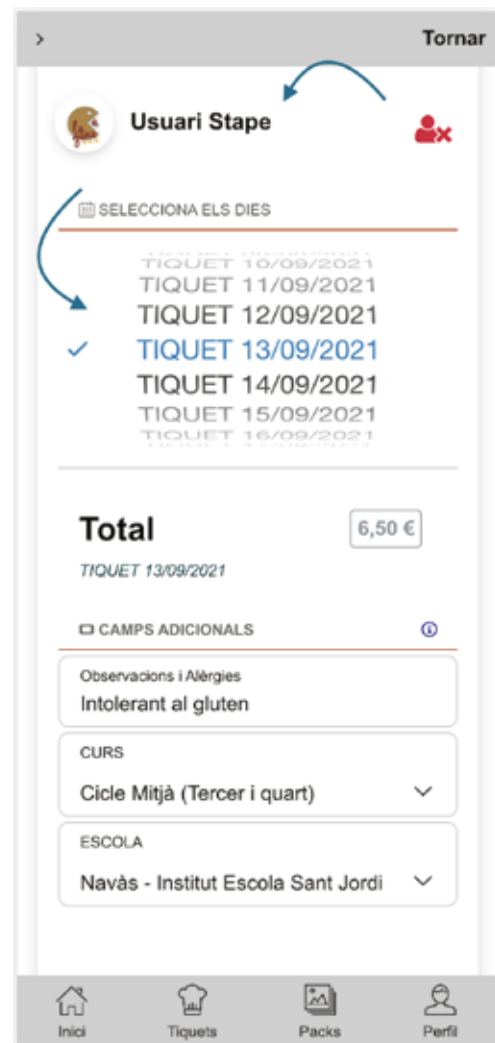 Tornar
Usuari Stape
SELECCIONA ELS DIES
TIQUET 10/09/2021
TIQUET 11/09/2021
TIQUET 12/09/2021
TIQUET 13/09/2021
TIQUET 14/09/2021
TIQUET 15/09/2021
TIQUET 16/09/2021
Total 6,50 €
TIQUET 13/09/2021
CAMPS ADICIONALS
Observacions i Alèrgies
Intolerant al gluten
CURS
Cicle Mitjà (Tercer i quart)
ESCOLA
Navàs - Institut Escola Sant Jordi
Inici Tiquets Packs Perfil